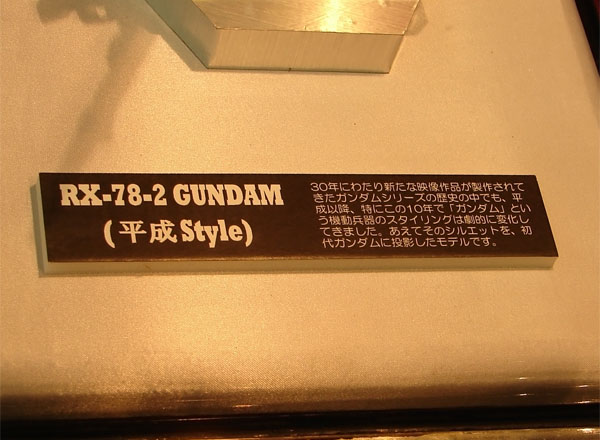 RX-78-2 GUNDAM
(平成Style)
30年にわたり新たな映像作品が製作されて
きたガンダムシリーズの歴史の中でも、平
成以降、特にこの10年で「ガンダム」とい
う機動兵器のスタイリングは劇的に変化し
てきました。あえてそのシルエットを、初
代ガンダムに投影したモデルです。